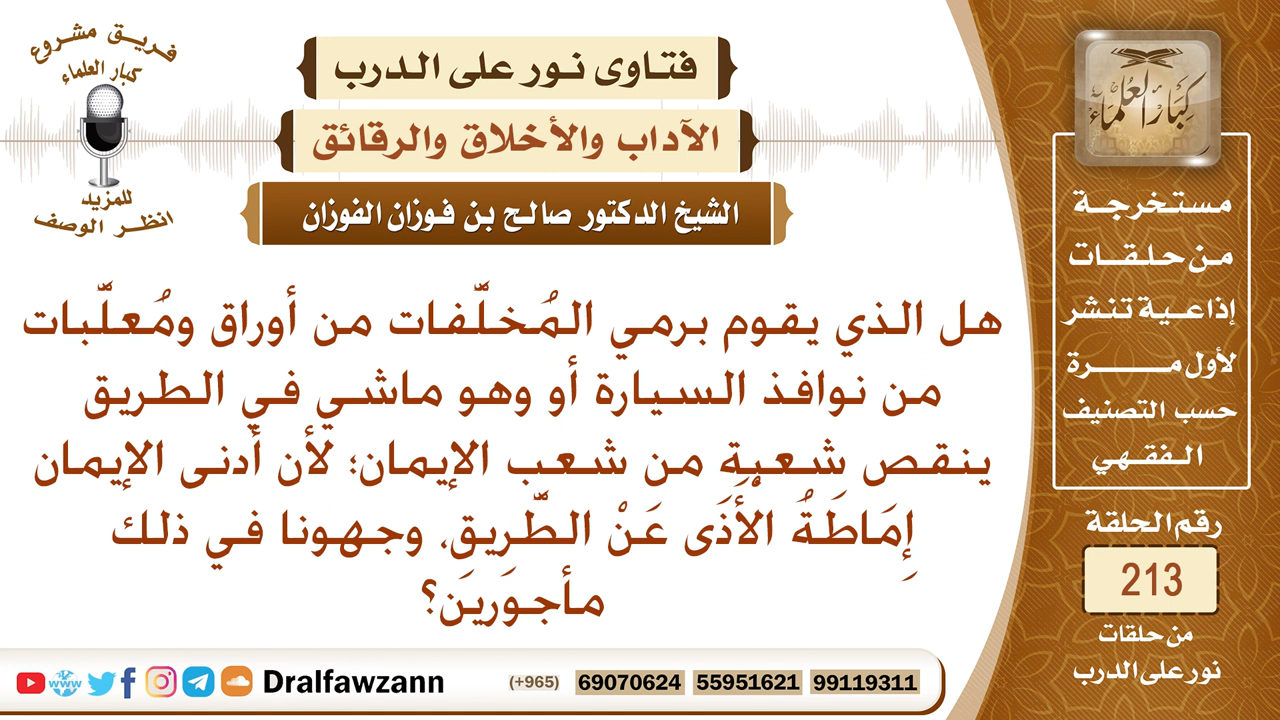 فريق مشروع
كبار العلماء
للمزيد
انظر الوصف
فتاوى نور على الدرب
الآداب والأخلاق والرقائق
الشيخ الدكتور صالح بن فوزان الفوزان
هل الذي يقوم برمي المُخلَّفات من أوراق ومُعلَّبات
من نوافذ السيارة أو وهو ماشي في الطريق
ينقص شعبة من شعب الإيمان؛ لأن أدنى الإيمان
إِمَاطَةُ الْأَذَى عَنْ الطَّرِيقِ، وجهونا في ذلك
مأجورين؟
كبار العلماء
مستخرجة
من حلقات
إذاعية تنشر
لأول مرة
حسب التصنيف
الفقهي
رقم الحلقة
213
من حلقات
نور على الدرب
www Dralfawzann (+965) 69070624 55951621 99119311